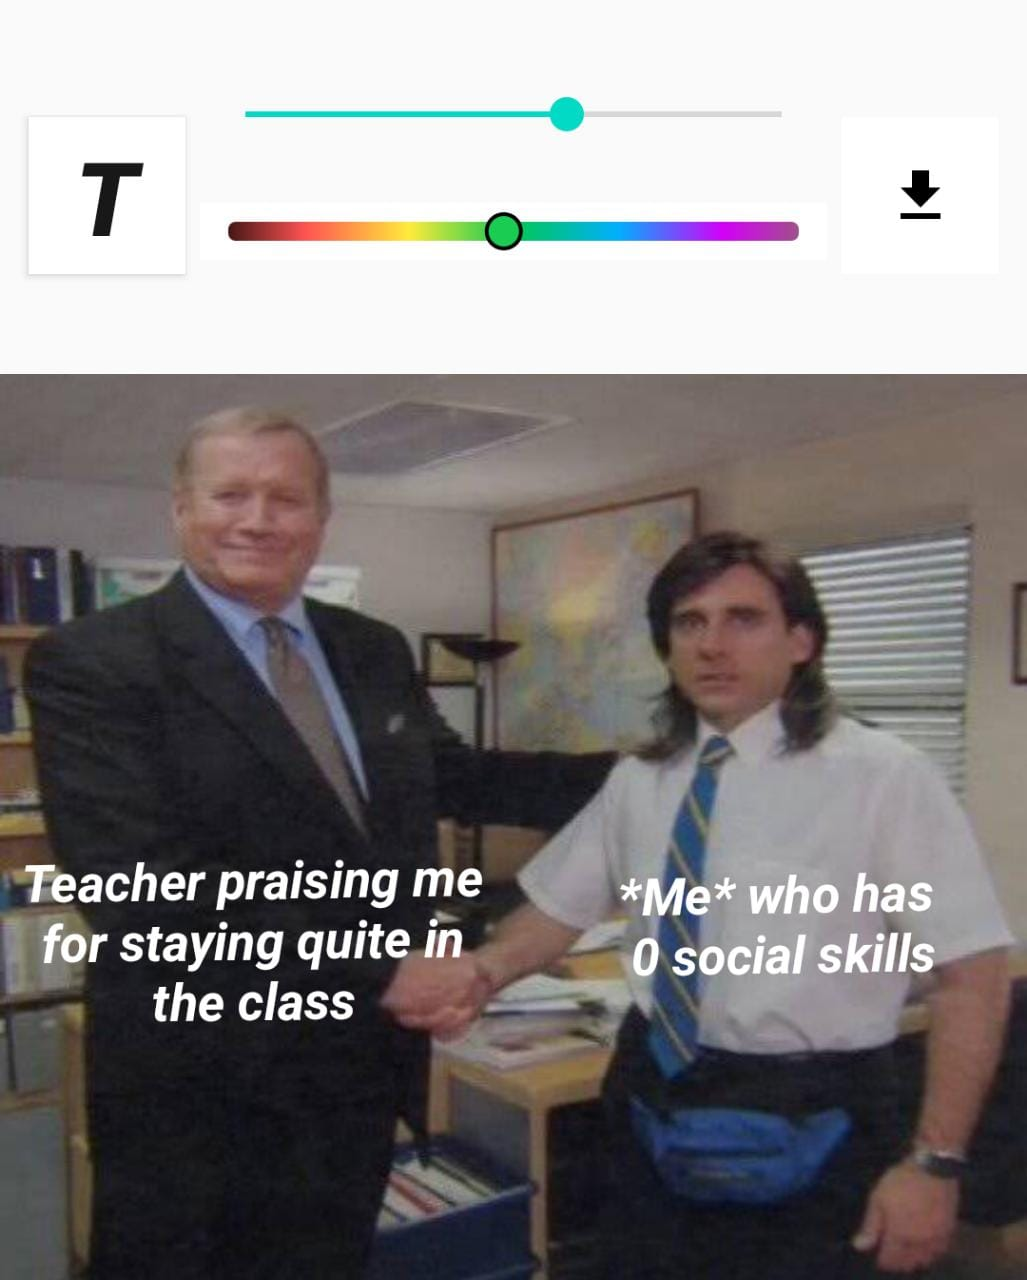 T
Teacher praising me
for staying quite in
the class
*Me* who has
0 social skills